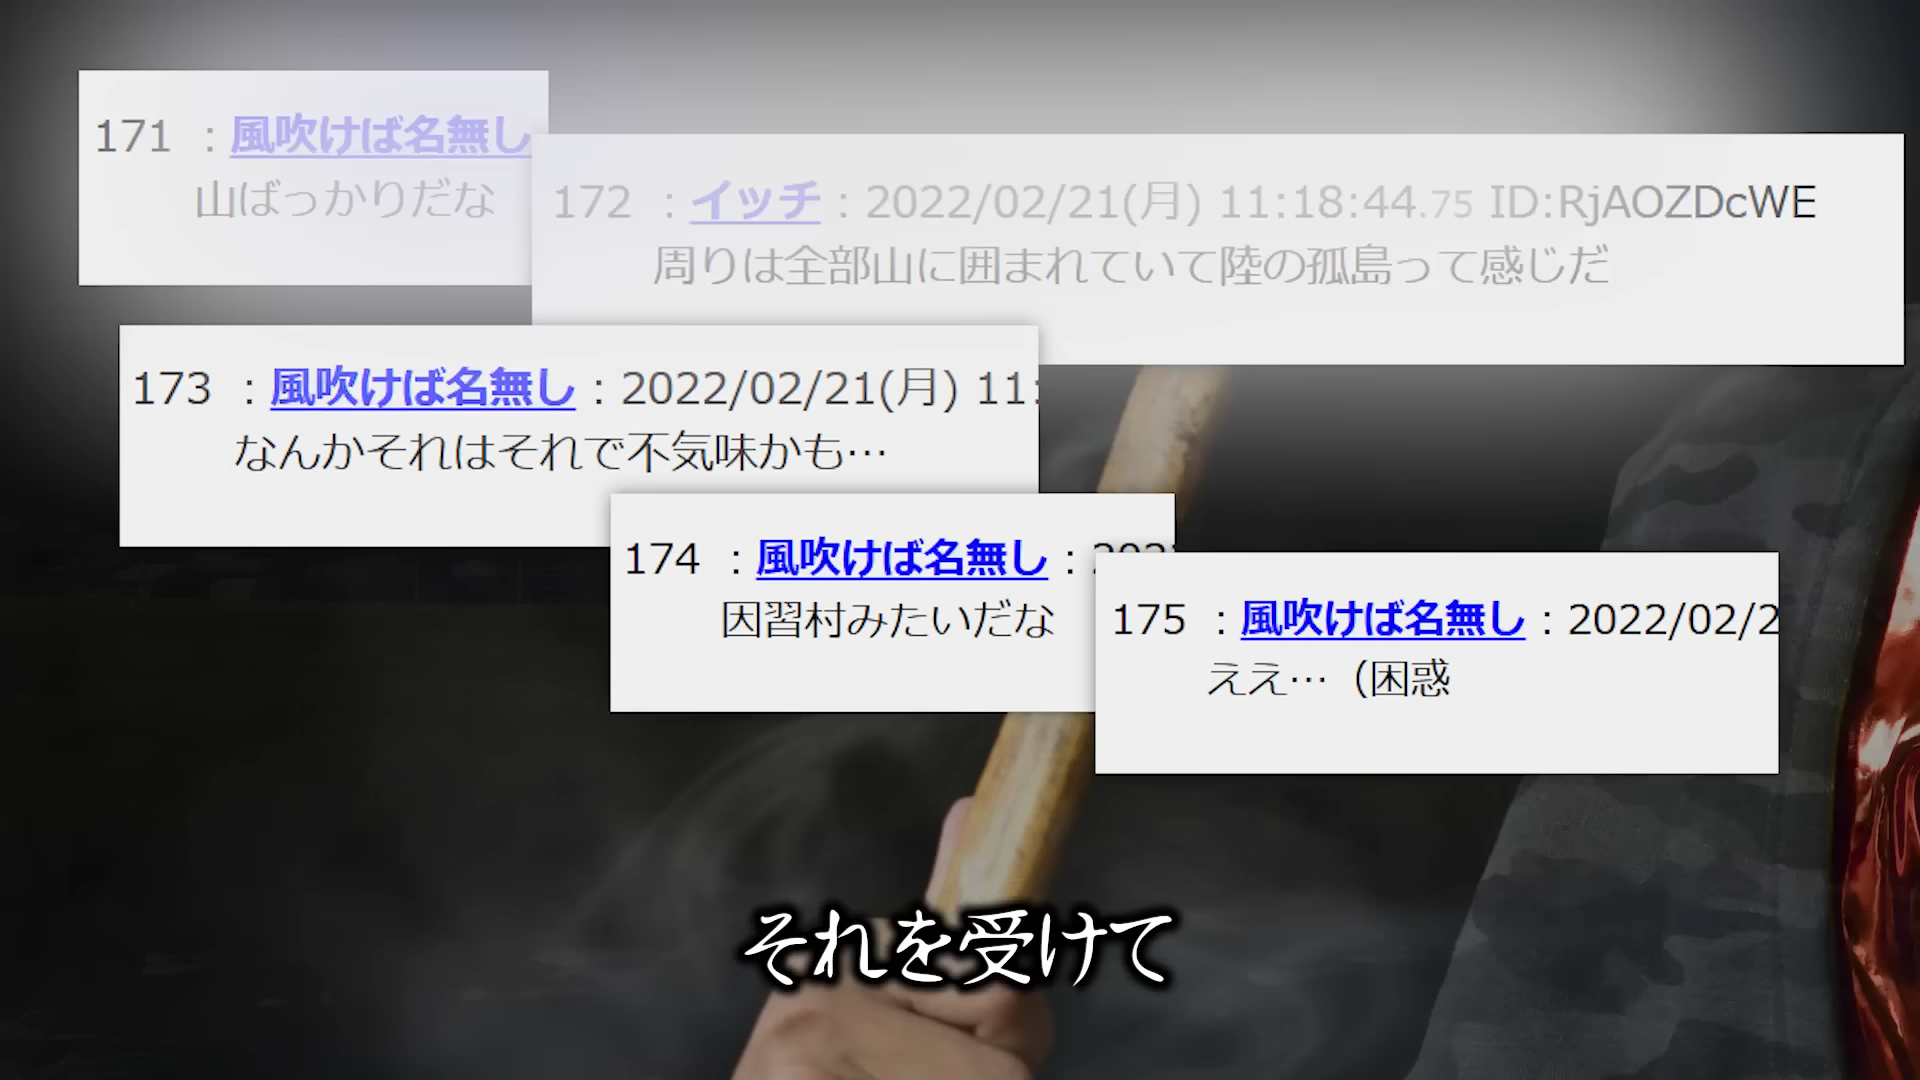 171 ：風吹けば名無し
山ばっかりだな
172 ：イッチ：2022/02/21(月) 11:18:44.75 ID:RjAOZDcWE
周りは全部山に囲まれていて陸の孤島って感じだ
173 ：風吹けば名無し：2022/02/21(月) 11:
なんかそれはそれで不気味かも…
174 ：風吹けば名無し：
因習村みたいだな
175 ：風吹けば名無し：2022/02/2
ええ…（困惑
それを受けて